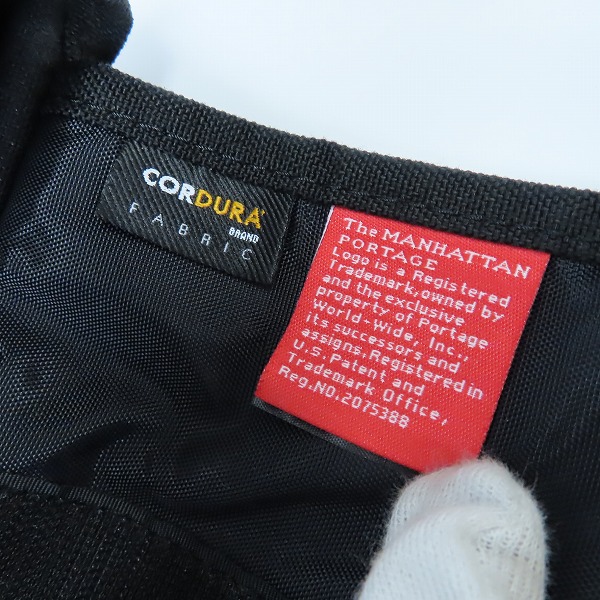 CORDURA
BRAND
FABRIC
The MANHATTAN
PORTAGE
Logo is a Registered
Trademark, owned by
and the exclusive
property of Portage
World-Wide, Inc.,
its successors and
assigns, Registered in
U.S. Patent and
Trademark Office,
Reg.NO.2075388